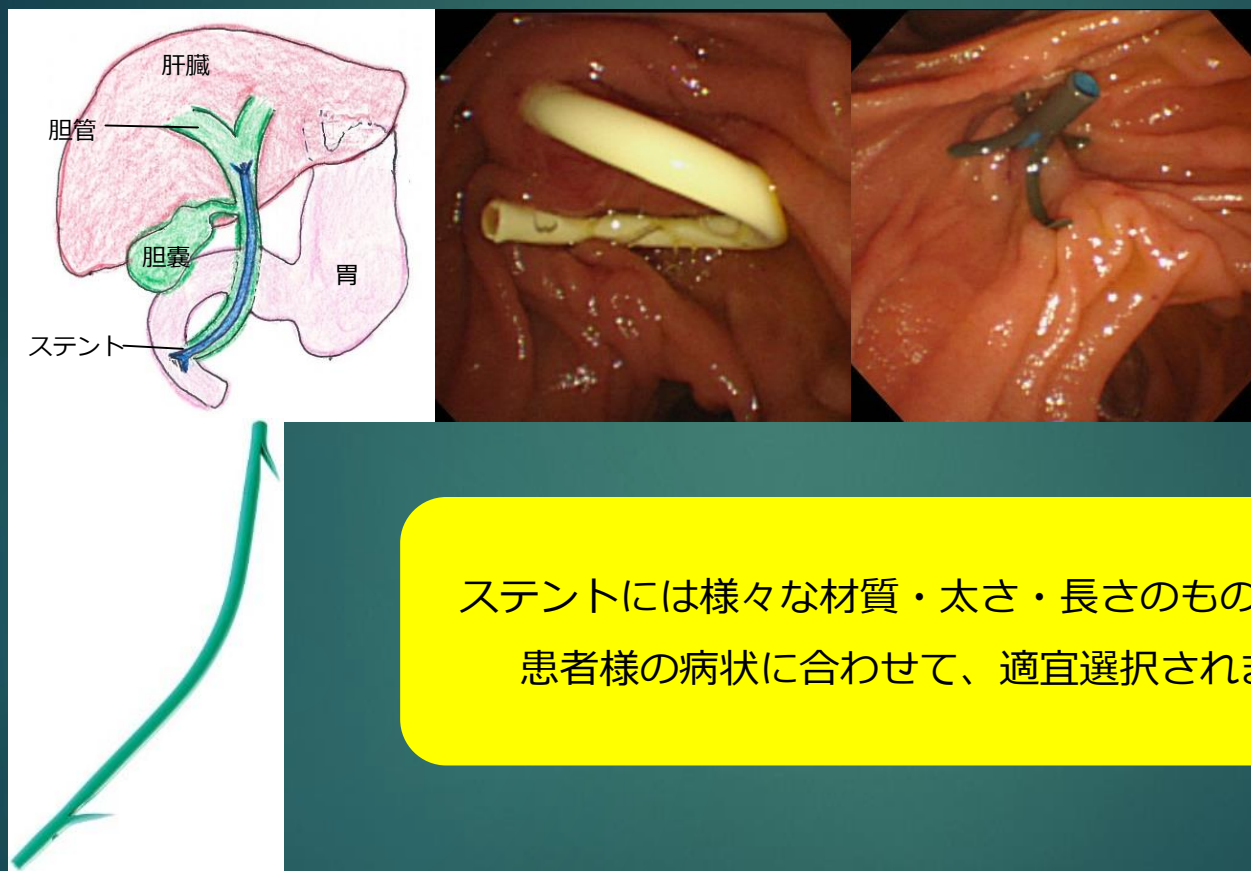 肝臓
胆管
胆嚢
胃
ステント
ステントには様々な材質・太さ・長さのもの
患者様の病状に合わせて、適宜選択され